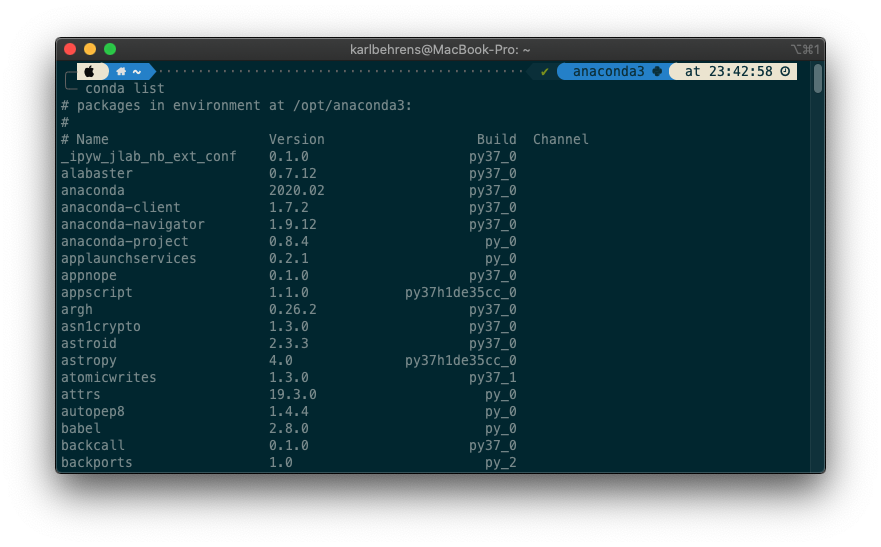 karlbehrens@MacBook-Pro: ~ ⌥⌘1
~ ✔ anaconda3 at 23:42:58
conda list
# packages in environment at /opt/anaconda3:
#
# Name Version Build Channel
_ipyw_jlab_nb_ext_conf 0.1.0 py37_0
alabaster 0.7.12 py37_0
anaconda 2020.02 py37_0
anaconda-client 1.7.2 py37_0
anaconda-navigator 1.9.12 py37_0
anaconda-project 0.8.4 py_0
applaunchservices 0.2.1 py_0
appnope 0.1.0 py37_0
appscript 1.1.0 py37h1de35cc_0
argh 0.26.2 py37_0
asn1crypto 1.3.0 py37_0
astroid 2.3.3 py37_0
astropy 4.0 py37h1de35cc_0
atomicwrites 1.3.0 py37_1
attrs 19.3.0 py_0
autopep8 1.4.4 py_0
babel 2.8.0 py_0
backcall 0.1.0 py37_0
backports 1.0 py_2